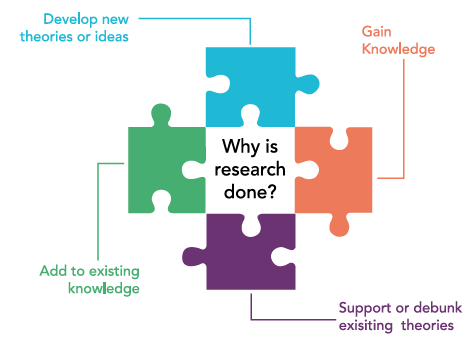 Develop new
theories or ideas
Gain
Knowledge
Why is
research
done?
Add to existing
knowledge
Support or debunk
exisiting theories